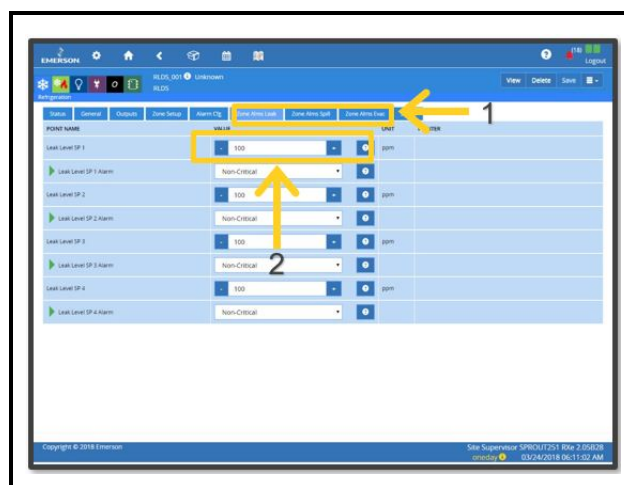 EMERSON
(18)
Logout
RLDS_001 Unknown
RLDS
View Delete Save
Refrigeration
Status General Outputs Zone Setup Alarm Cfg Zone Alms Leak Zone Alms Spill Zone Alms Evac
1
POINT NAME VALUE UNIT
Leak Level SP 1 - 100 + ppm
Leak Level SP 1 Alarm Non-Critical
Leak Level SP 2 - 100 + ppm
Leak Level SP 2 Alarm Non-Critical
Leak Level SP 3 - 100 + ppm
Leak Level SP 3 Alarm Non-Critical
2
Leak Level SP 4 - 100 + ppm
Leak Level SP 4 Alarm Non-Critical
Copyright © 2018 Emerson
Site Supervisor SPROUT251 RXe 2.05B28
oneday 03/24/2018 06:11:02 AM